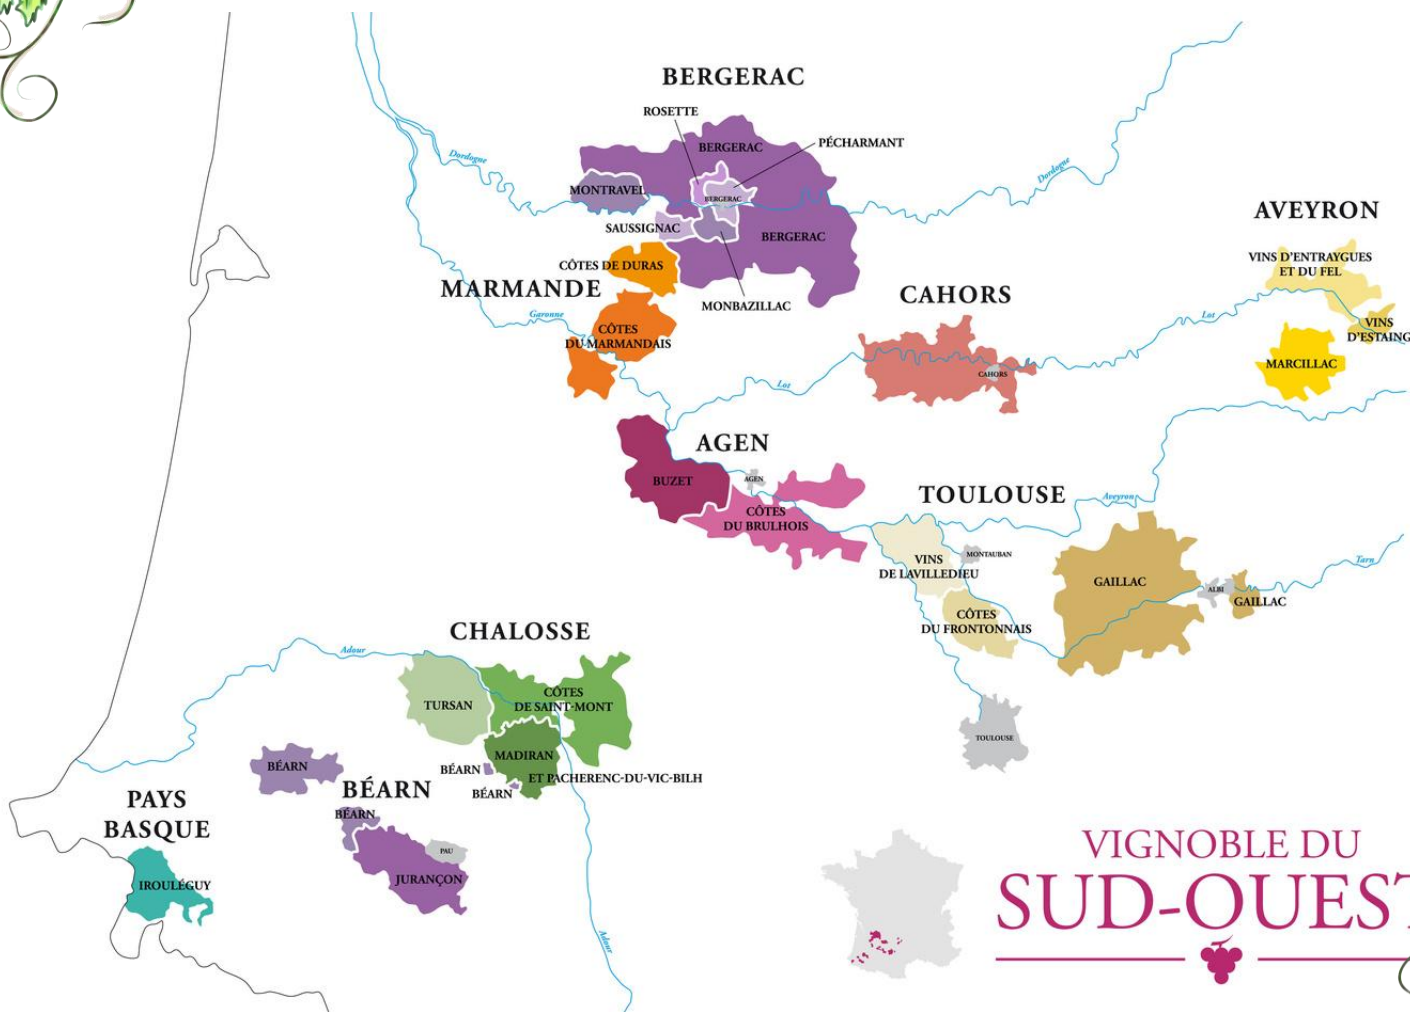 BERGERAC
ROSETTE
BERGERAC
PÉCHARMANT
Dordogne
Dordogne
MONTRAVEL
BERGERAC
SAUSSIGNAC
BERGERAC
MONBAZILLAC
CÔTES DE DURAS
MARMANDE
Garonne
CÔTES
DU MARMANDAIS
CAHORS
CAHORS
Lot
Lot
AVEYRON
VINS D'ENTRAYGUES
ET DU FEL
VINS
D'ESTAING
MARCILLAC
AGEN
BUZET
AGEN
CÔTES
DU BRULHOIS
TOULOUSE
Aveyron
VINS
DE LAVILLEDIEU
MONTAUBAN
CÔTES
DU FRONTONNAIS
GAILLAC
ALBI
GAILLAC
Tarn
TOULOUSE
CHALOSSE
Adour
TURSAN
CÔTES
DE SAINT-MONT
MADIRAN
ET PACHERENC-DU-VIC-BILH
BÉARN
BÉARN
BÉARN
BÉARN
BÉARN
PAU
JURANÇON
PAYS
BASQUE
IROULÉGUY
Adour
VIGNOBLE DU
SUD-OUEST